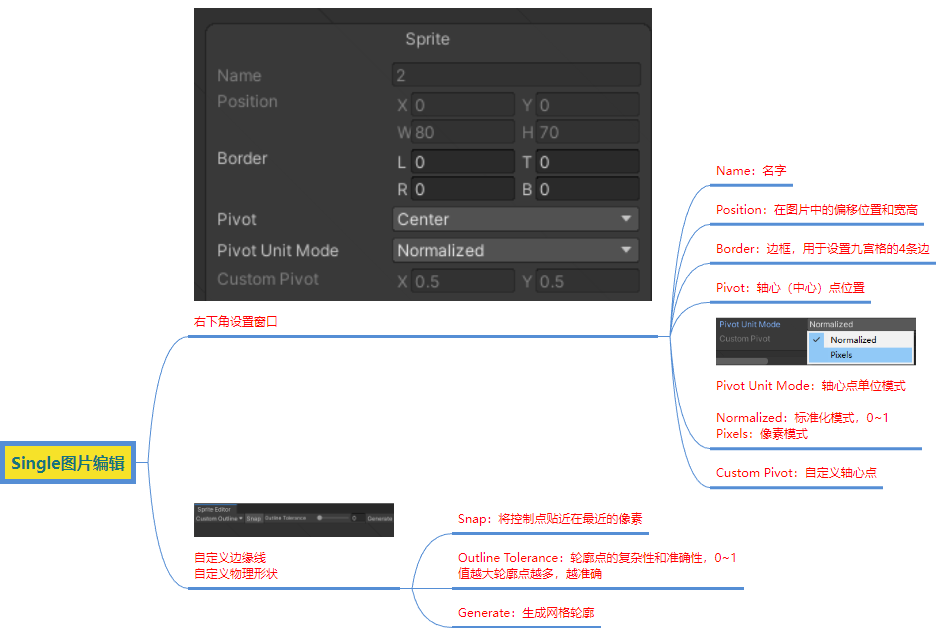 Sprite
Name 2
Position X 0 Y 0
W 80 H 70
Border L 0 T 0
R 0 B 0
Pivot Center
Pivot Unit Mode Normalized
Custom Pivot X 0.5 Y 0.5
右下角设置窗口
Name：名字
Position：在图片中的偏移位置和宽高
Border：边框，用于设置九富格的4条边
Pivot：轴心（中心）点位置
Pivot Unit Mode Normalized
Custom Pivot Normalized
Pixels
Pivot Unit Mode：轴心点单位模式
Normalized：标准化模式，0~1
Pixels：像素模式
Custom Pivot：自定义轴心点
Single图片编辑
Sprite Editor
Custom Outline Snap Outline Tolerance 0 Generate
自定义边缘线
自定义物理形状
Snap：将控制点贴近在最近的像素
Outline Tolerance：轮廓点的复杂性和准确性，0~1
值越大轮廓点越多，越准确
Generate：生成网格轮廓